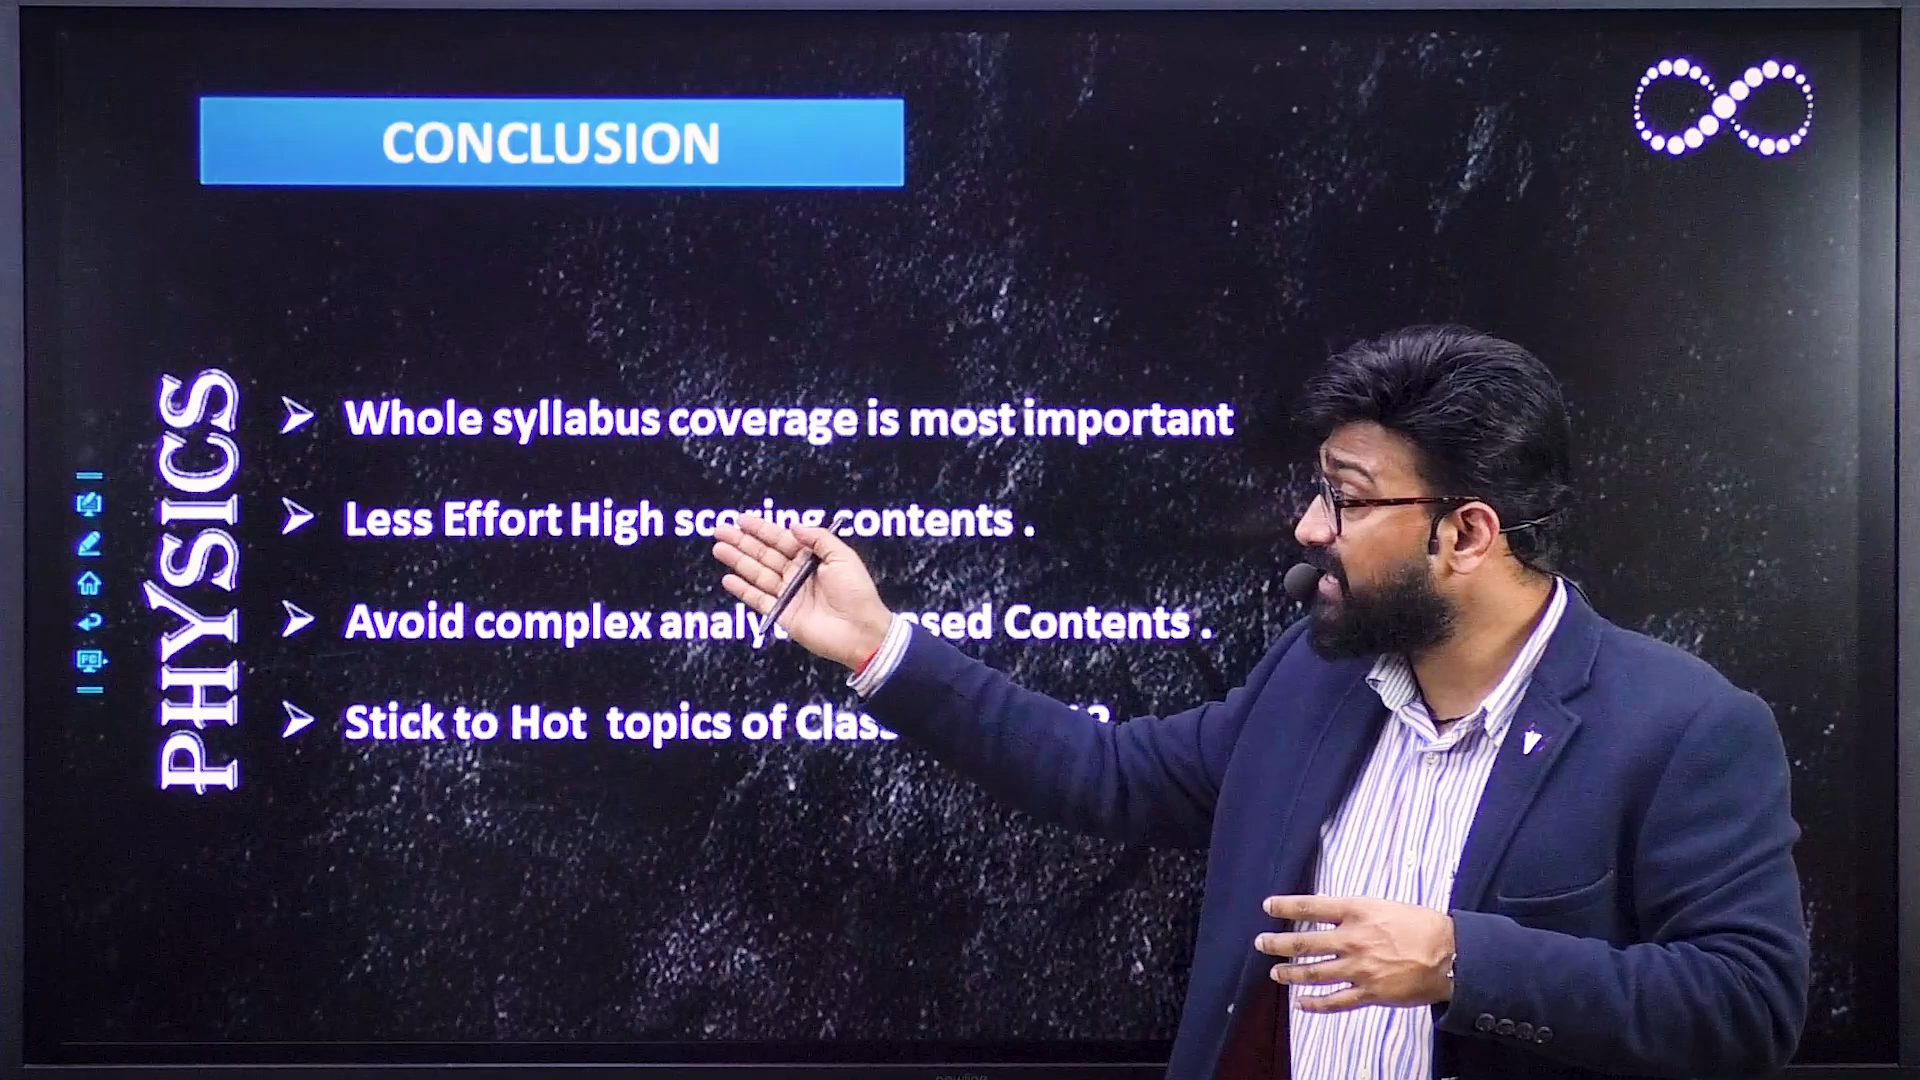 CONCLUSION
PHYSICS
Whole syllabus coverage is most important
Less Effort High scoring contents .
Avoid complex Contents .
Stick to Hot topics of